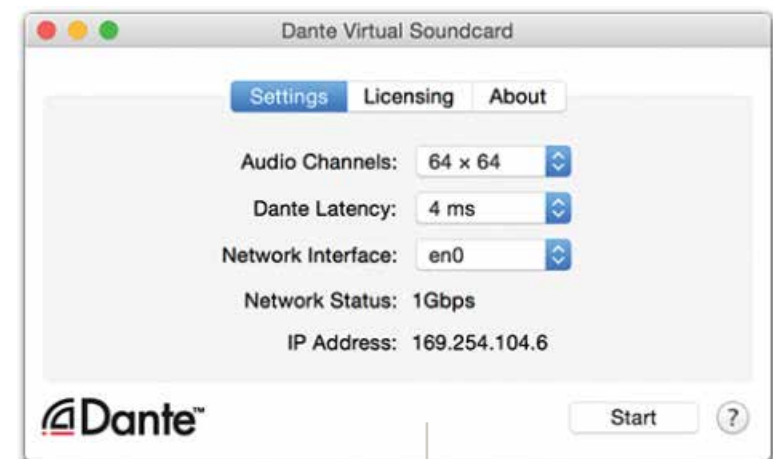 Dante Virtual Soundcard
Settings Licensing About
Audio Channels: 64 × 64
Dante Latency: 4 ms
Network Interface: en0
Network Status: 1Gbps
IP Address: 169.254.104.6
Dante™ Start ?